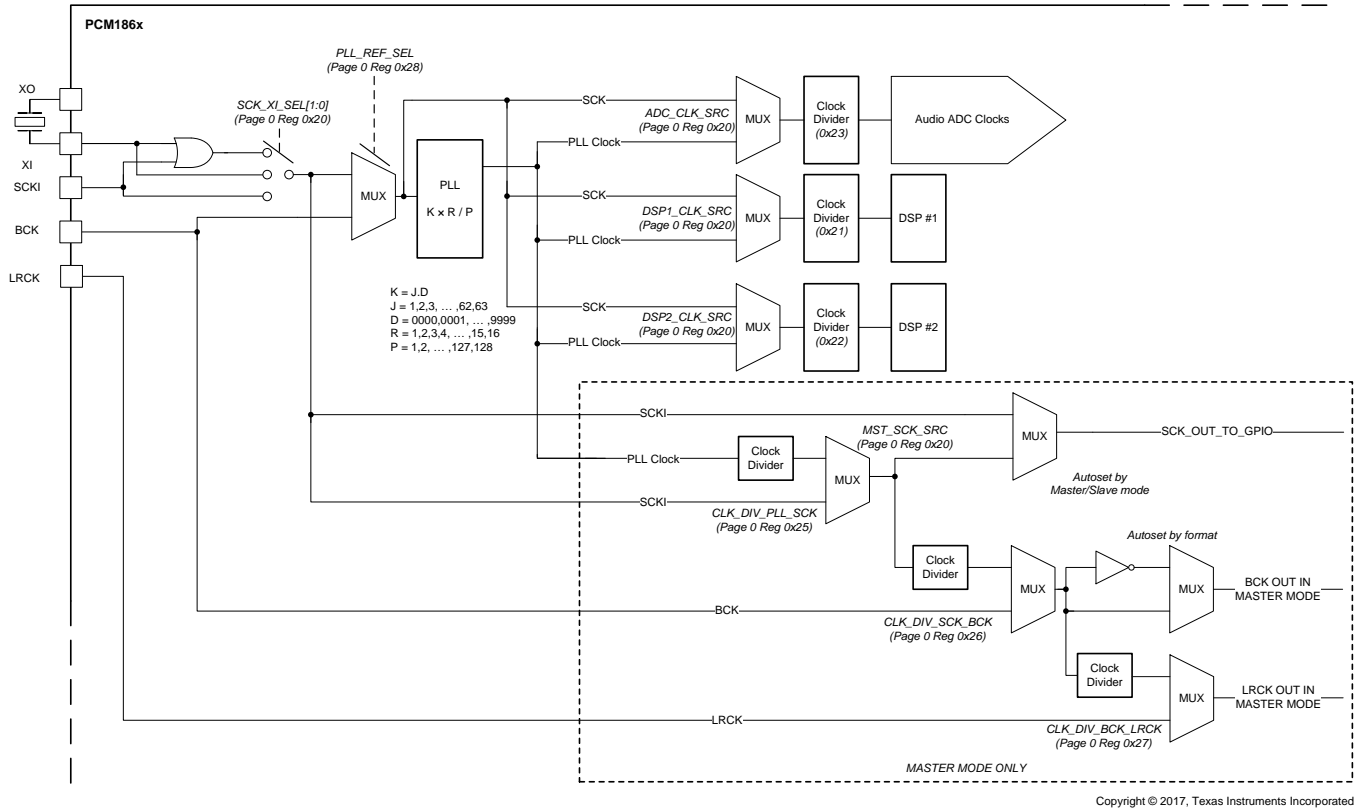 PCM186x
XO
XI
SCKI
BCK
LRCK
SCK_XI_SEL[1:0]
(Page 0 Reg 0x20)
PLL_REF_SEL
(Page 0 Reg 0x28)
MUX
PLL
K × R / P
K = J.D
J = 1,2,3, … ,62,63
D = 0000,0001, … ,9999
R = 1,2,3,4, … ,15,16
P = 1,2, … ,127,128
SCK
ADC_CLK_SRC
(Page 0 Reg 0x20)
PLL Clock
MUX
Clock
Divider
(0x23)
Audio ADC Clocks
SCK
DSP1_CLK_SRC
(Page 0 Reg 0x20)
PLL Clock
MUX
Clock
Divider
(0x21)
DSP #1
SCK
DSP2_CLK_SRC
(Page 0 Reg 0x20)
PLL Clock
MUX
Clock
Divider
(0x22)
DSP #2
SCKI
MST_SCK_SRC
(Page 0 Reg 0x20)
MUX
SCK_OUT_TO_GPIO
Autoset by
Master/Slave mode
PLL Clock
Clock
Divider
MUX
SCKI
CLK_DIV_PLL_SCK
(Page 0 Reg 0x25)
Clock
Divider
MUX
Autoset by format
MUX
BCK OUT IN
MASTER MODE
BCK
CLK_DIV_SCK_BCK
(Page 0 Reg 0x26)
Clock
Divider
MUX
LRCK OUT IN
MASTER MODE
LRCK
CLK_DIV_BCK_LRCK
(Page 0 Reg 0x27)
MASTER MODE ONLY
Copyright © 2017, Texas Instruments Incorporated